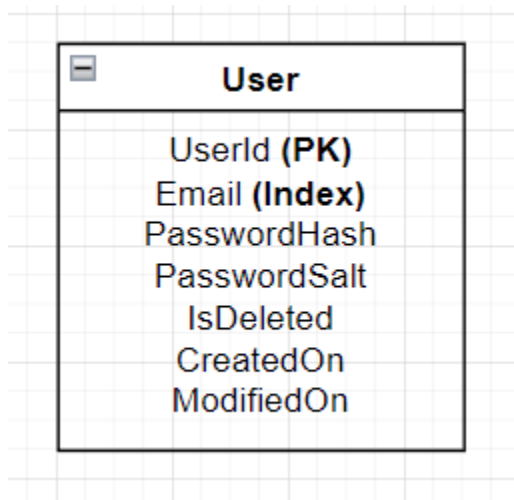 User
UserId (PK)
Email (Index)
PasswordHash
PasswordSalt
IsDeleted
CreatedOn
ModifiedOn